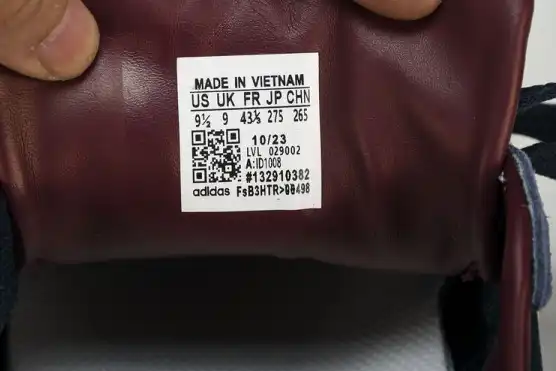 MADE IN VIETNAM
US UK FR JP CHN
9½ 9 43⅓ 275 265
10/23
LVL 029002
A:ID1008
#132910382
adidas